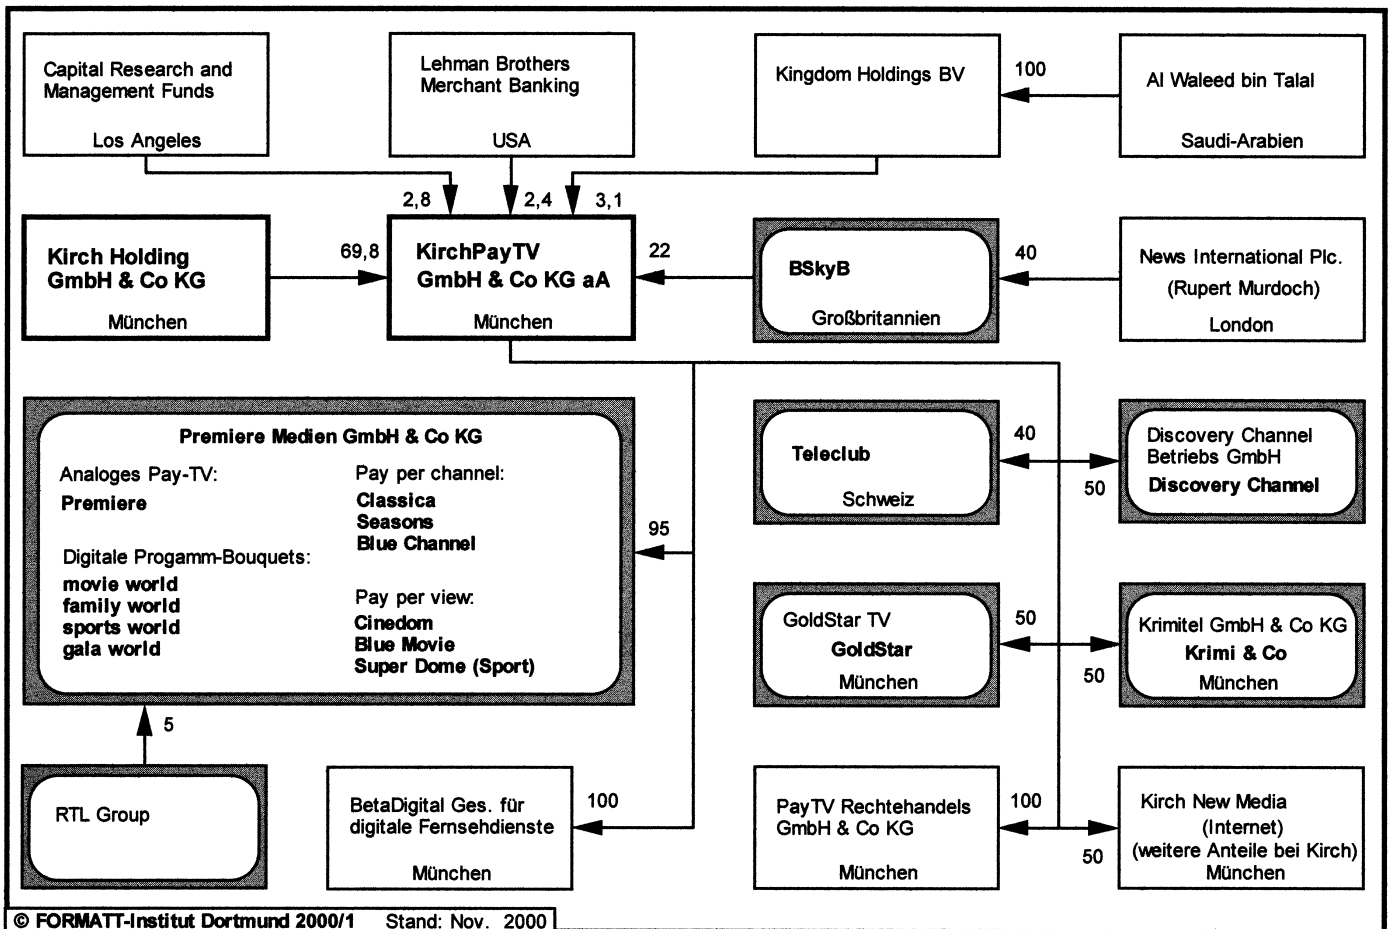 Capital Research and
Management Funds
Los Angeles
Lehman Brothers
Merchant Banking
USA
Kingdom Holdings BV
100
Al Waleed bin Talal
Saudi-Arabien
2,8
2,4
3,1
Kirch Holding
GmbH & Co KG
München
69,8
KirchPayTV
GmbH & Co KG aA
München
22
BSkyB
Großbritannien
40
News International Plc.
(Rupert Murdoch)
London
Premiere Medien GmbH & Co KG
Analoges Pay-TV:
Premiere
Digitale Progamm-Bouquets:
movie world
family world
sports world
gala world
Pay per channel:
Classica
Seasons
Blue Channel
Pay per view:
Cinedom
Blue Movie
Super Dome (Sport)
95
Teleclub
Schweiz
40
50
Discovery Channel
Betriebs GmbH
Discovery Channel
GoldStar TV
GoldStar
München
50
50
Krimitel GmbH & Co KG
Krimi & Co
München
5
RTL Group
BetaDigital Ges. für
digitale Fernsehdienste
München
100
PayTV Rechtehandels
GmbH & Co KG
München
100
50
Kirch New Media
(Internet)
(weitere Anteile bei Kirch)
München
© FORMATT-Institut Dortmund 2000/1 Stand: Nov. 2000